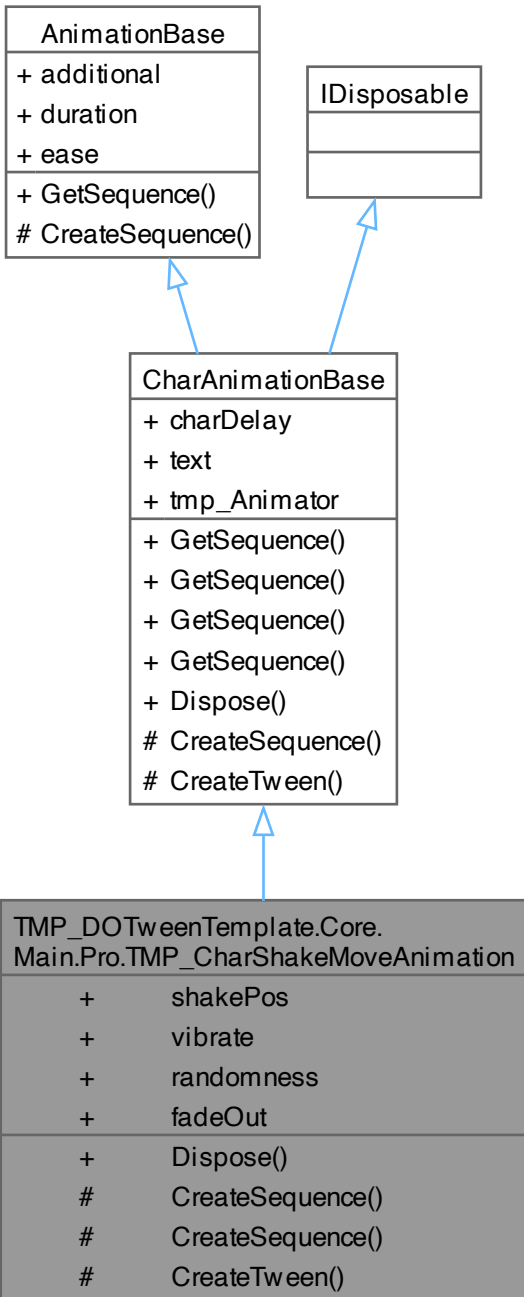 AnimationBase
+ additional
+ duration
+ ease
+ GetSequence()
# CreateSequence()
IDisposable
CharAnimationBase
+ charDelay
+ text
+ tmp_Animator
+ GetSequence()
+ GetSequence()
+ GetSequence()
+ GetSequence()
+ Dispose()
# CreateSequence()
# CreateTween()
TMP_DOTweenTemplate.Core.
Main.Pro.TMP_CharShakeMoveAnimation
+ shakePos
+ vibrate
+ randomness
+ fadeOut
+ Dispose()
# CreateSequence()
# CreateSequence()
# CreateTween()